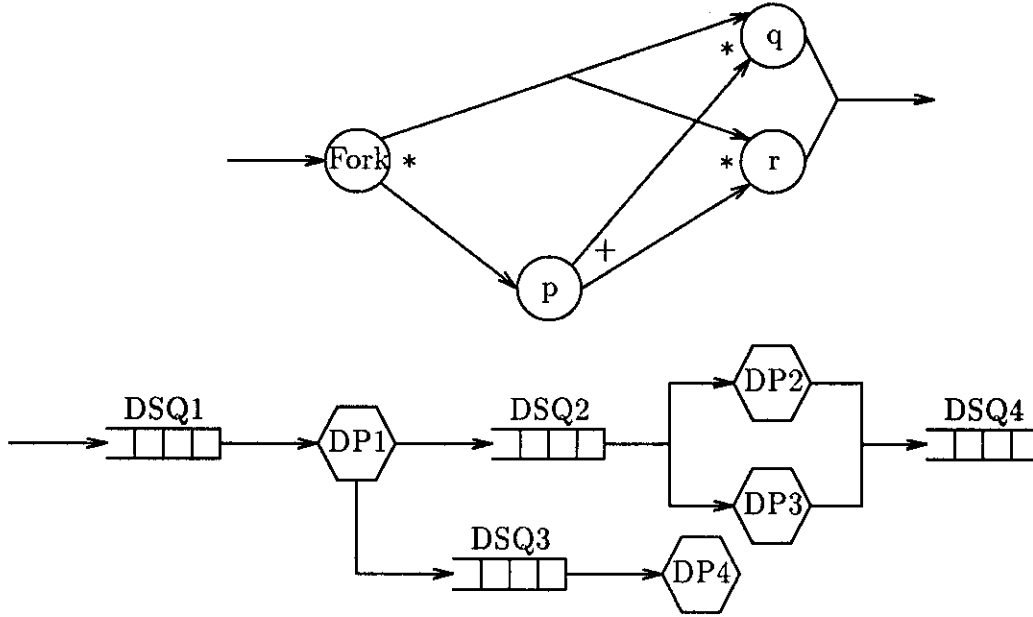 q
*
Fork *
* r
+
p
DSQ1
DSQ2
DP2
DSQ4
DP1
DP3
DSQ3
DP4